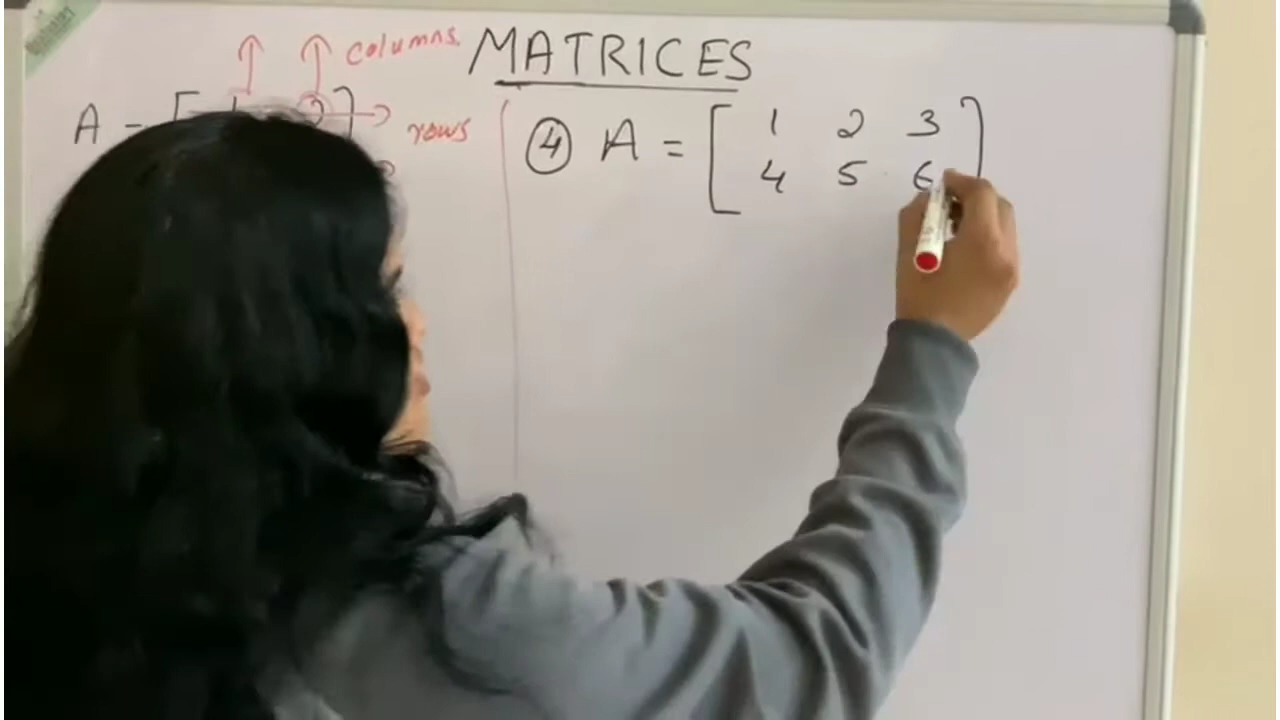 MATRICES
columns
rows
A =
④ A = [ 1 2 3
4 5 6 ]